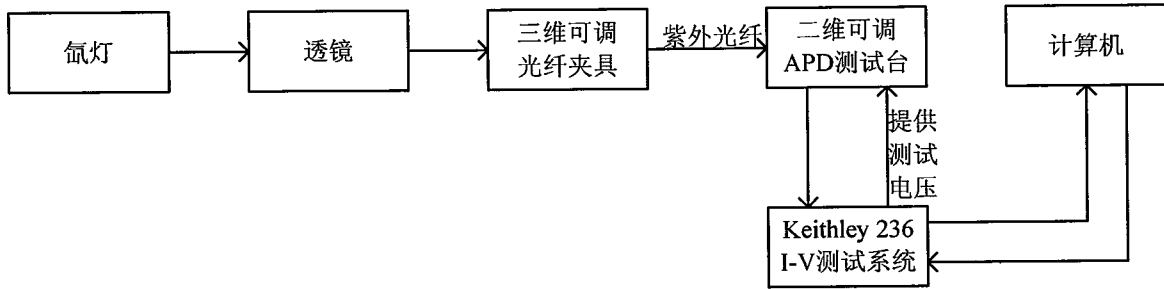 氙灯
透镜
三维可调
光纤夹具
紫外光纤
二维可调
APD测试台
计算机
提供
测试
电压
Keithley 236
I-V测试系统